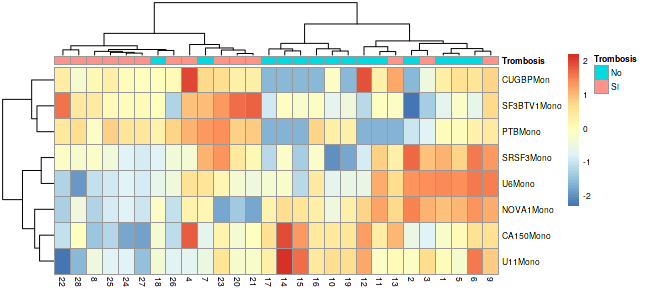 Trombosis
Trombosis
No
SI
2
1
0
-1
-2
CUGBPMon
SF3BTV1Mono
PTBMono
SRSF3Mono
U6Mono
NOVA1Mono
CA150Mono
U11Mono
22 28 8 25 24 27 18 26 4 7 23 20 21 17 14 15 16 10 19 12 11 13 2 3 1 5 6 9